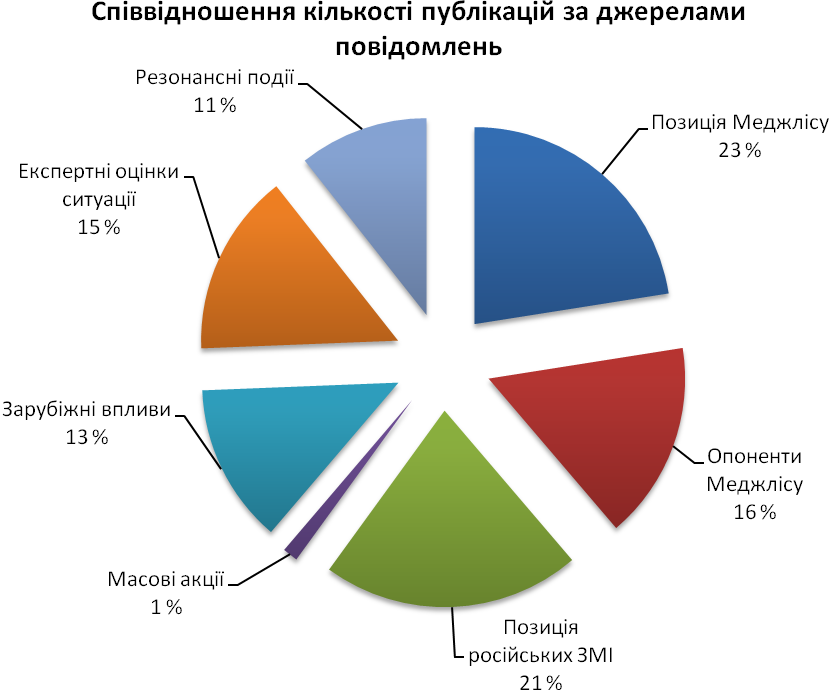 Співвідношення кількості публікацій за джерелами
повідомлень
Резонансні події
11 %
Позиція Меджлісу
23 %
Експертні оцінки
ситуації
15 %
Зарубіжні впливи
13 %
Опоненти
Меджлісу
16 %
Масові акції
1 %
Позиція
російських ЗМІ
21 %